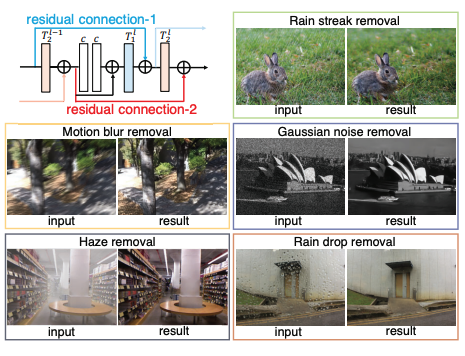 residual connection-1
T_2^{l-1} c c T_1^l T_2^l
residual connection-2
Rain streak removal
input result
Motion blur removal
input result
Gaussian noise removal
input result
Haze removal
input result
Rain drop removal
input result